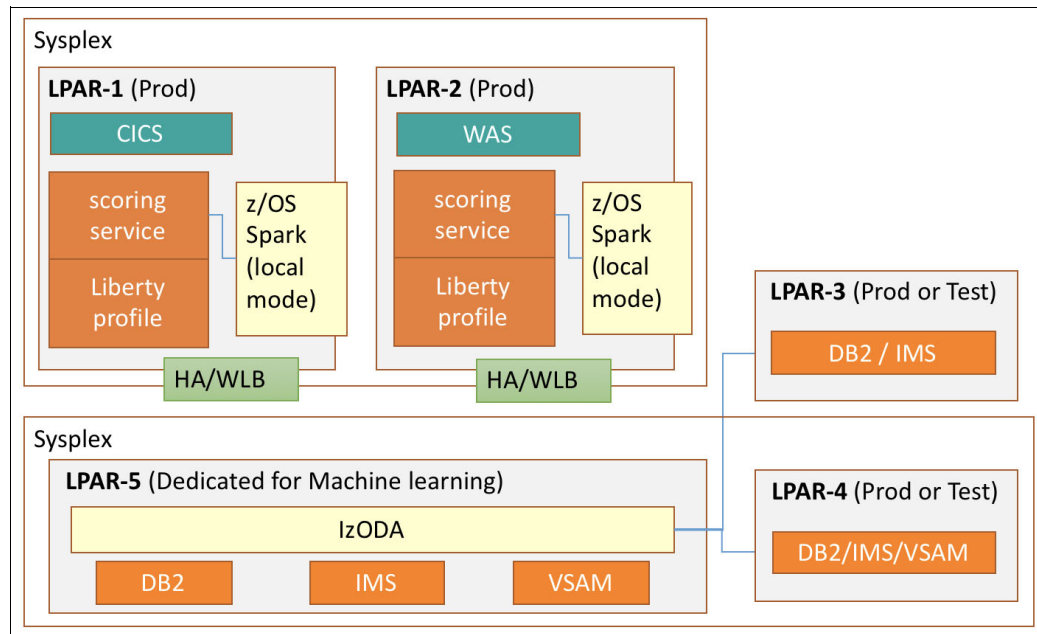 Sysplex
LPAR-1 (Prod)
CICS
scoring
service
Liberty
profile
z/OS
Spark
(local
mode)
HA/WLB
LPAR-2 (Prod)
WAS
scoring
service
Liberty
profile
z/OS
Spark
(local
mode)
HA/WLB
LPAR-3 (Prod or Test)
DB2 / IMS
Sysplex
LPAR-5 (Dedicated for Machine learning)
IzODA
DB2
IMS
VSAM
LPAR-4 (Prod or Test)
DB2/IMS/VSAM